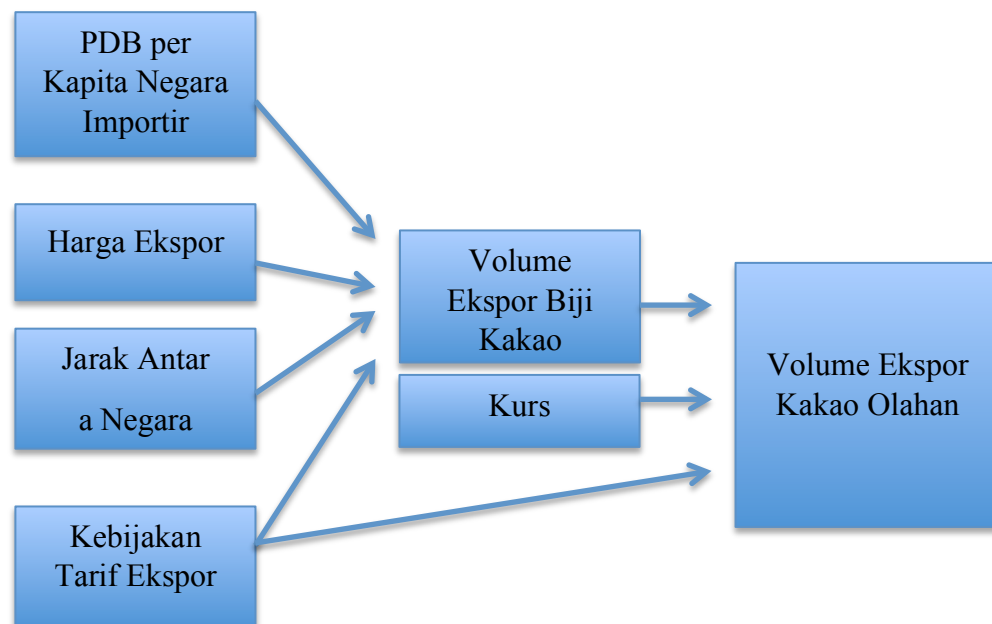 PDB per
Kapita Negara
Importir
Harga Ekspor
Jarak Antar
a Negara
Kebijakan
Tarif Ekspor
Volume
Ekspor Biji
Kakao
Kurs
Volume Ekspor
Kakao Olahan